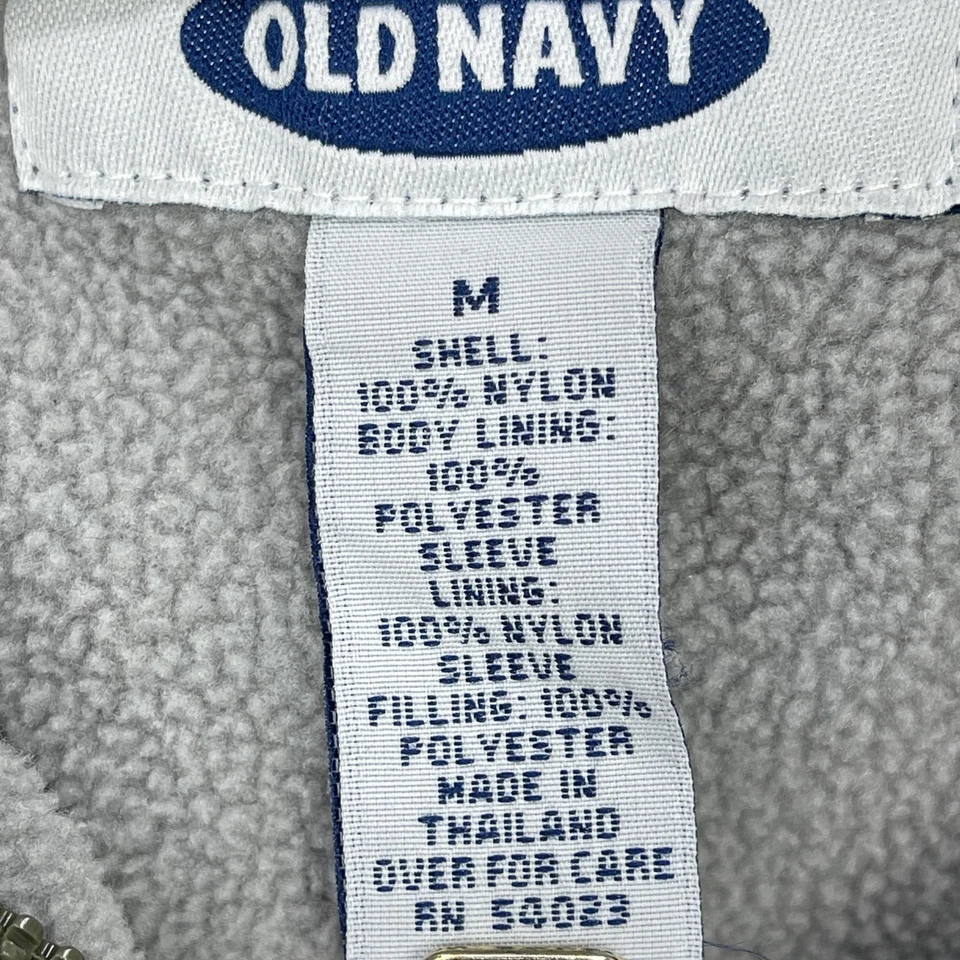 OLD NAVY
M
SHELL:
100% NYLON
BODY LINING:
100%
POLYESTER
SLEEVE
LINING:
100% NYLON
SLEEVE
FILLING: 100%
POLYESTER
MADE IN
THAILAND
OVER FOR CARE
RN 54023